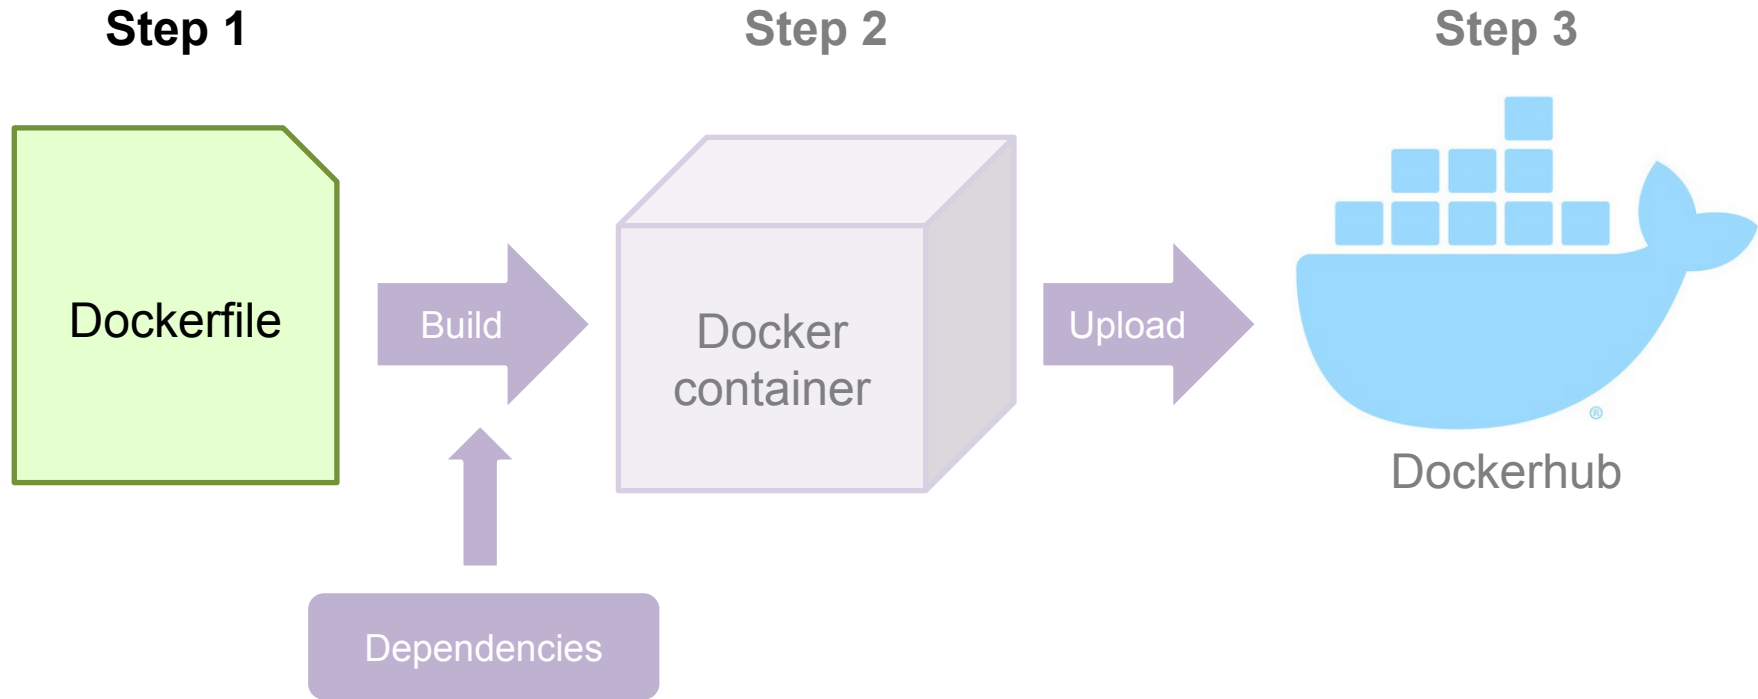 Step 1
Step 2
Step 3
Dockerfile
Build
Docker
container
Upload
®
Dockerhub
Dependencies